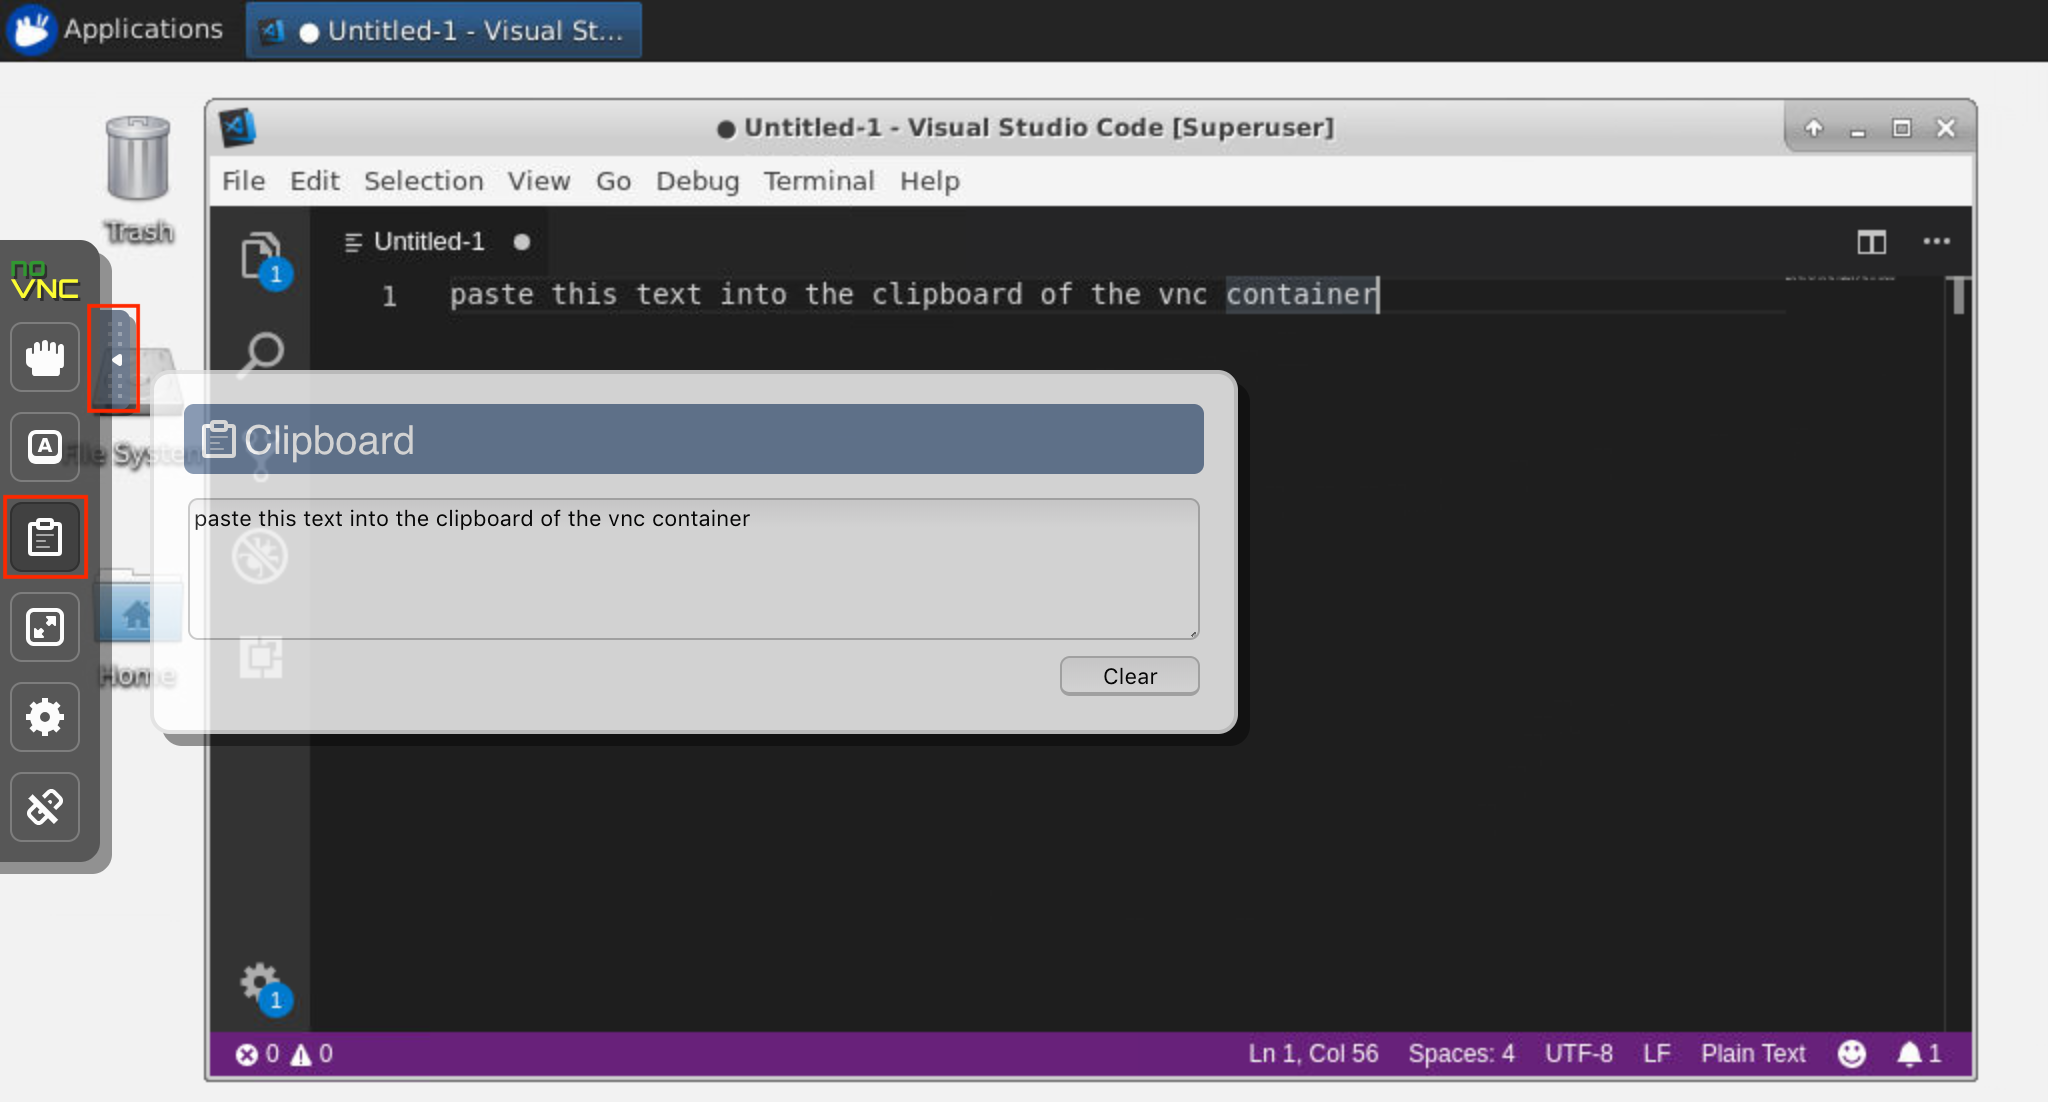 Applications
Untitled-1 - Visual St...
Untitled-1 - Visual Studio Code [Superuser]
File Edit Selection View Go Debug Terminal Help
Trash
Untitled-1
1
1 paste this text into the clipboard of the vnc container
no
VNC
A
File System
Clipboard
paste this text into the clipboard of the vnc container
Clear
Home
1
0 0 Ln 1, Col 56 Spaces: 4 UTF-8 LF Plain Text 1